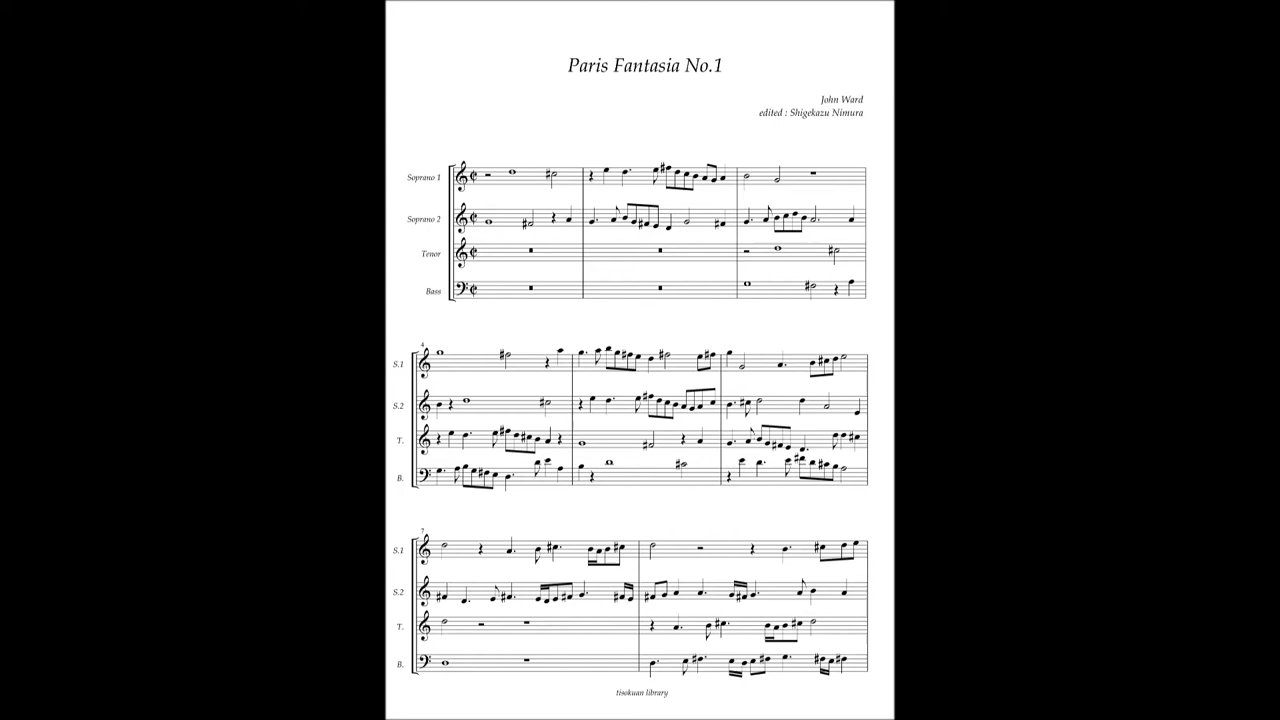 Paris Fantasia No.1
John Ward
edited : Shigekazu Nimura
Soprano 1
Soprano 2
Tenor
Bass
4
S.1
S.2
T.
B.
7
S.1
S.2
T.
B.
tisokuan library